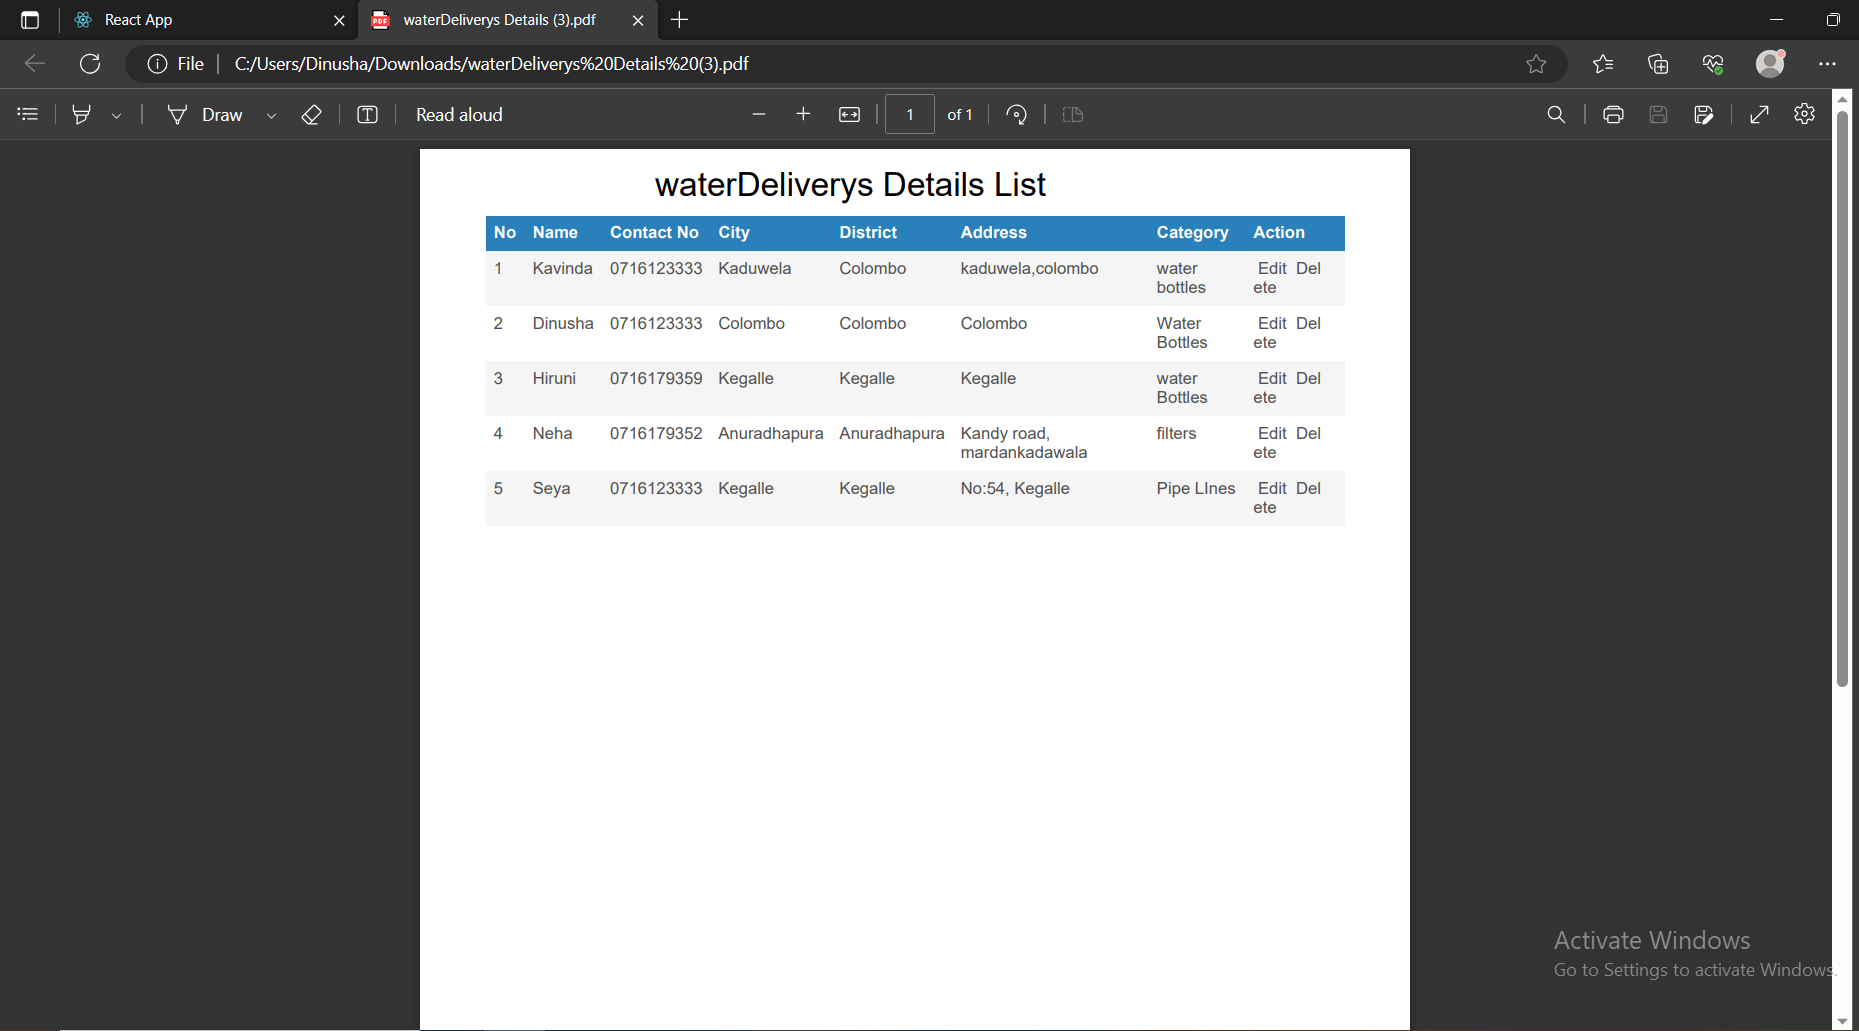 React App
waterDeliverys Details (3).pdf
File
C:/Users/Dinusha/Downloads/waterDeliverys%20Details%20(3).pdf
Draw
Read aloud
1
of 1
waterDeliverys Details List
No Name Contact No City District Address Category Action
1 Kavinda 0716123333 Kaduwela Colombo kaduwela,colombo water Edit Del
bottles ete
2 Dinusha 0716123333 Colombo Colombo Colombo Water Edit Del
Bottles ete
3 Hiruni 0716179359 Kegalle Kegalle Kegalle water Edit Del
Bottles ete
4 Neha 0716179352 Anuradhapura Anuradhapura Kandy road, filters Edit Del
mardankadawala ete
5 Seya 0716123333 Kegalle Kegalle No:54, Kegalle Pipe LInes Edit Del
ete
Activate Windows
Go to Settings to activate Windows.